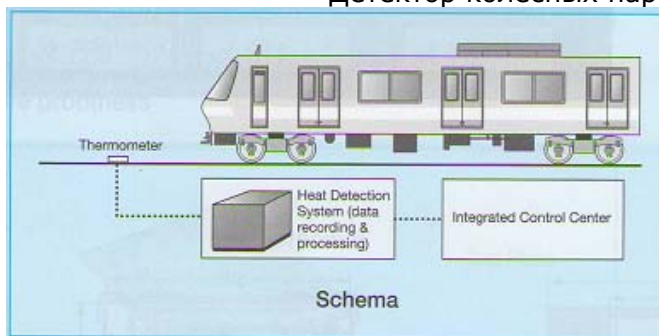 Детектор колесных пар
Thermometer
Heat Detection
System (data
recording &
processing)
Integrated Control Center
Schema